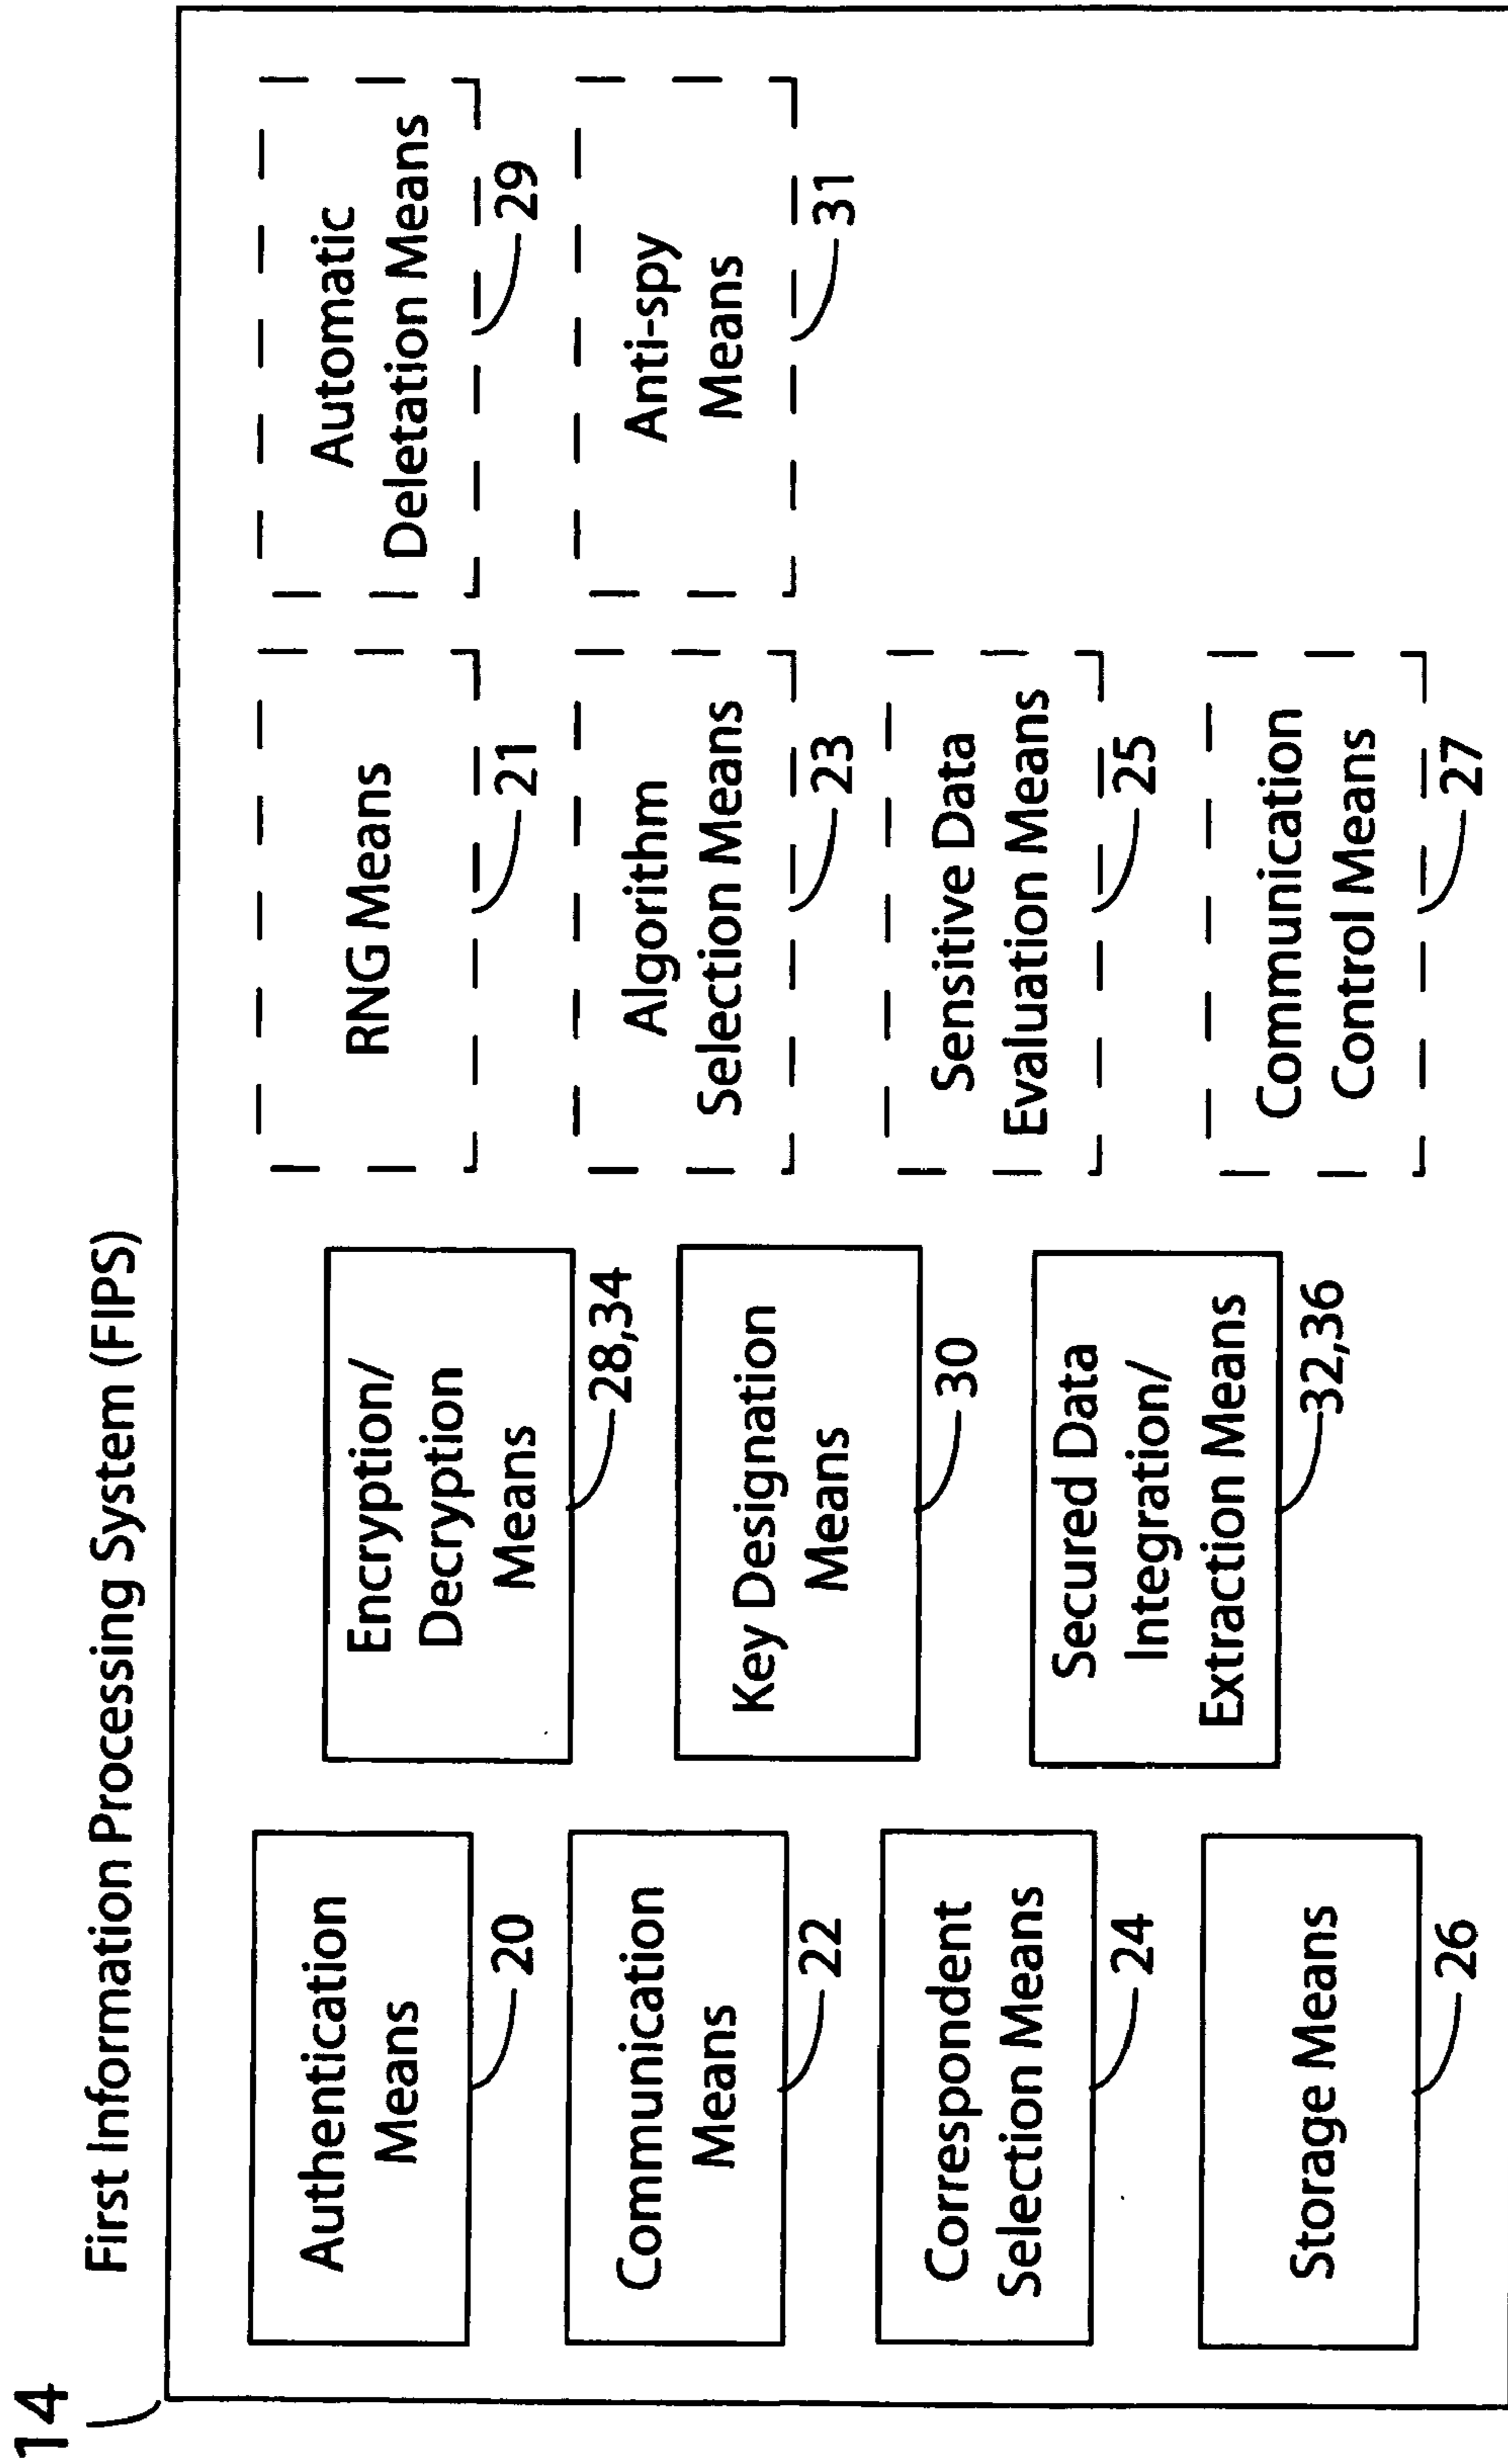 14
First Information Processing System (FIPS)
Authentication
Means
20
Communication
Means
22
Correspondent
Selection Means
24
Storage Means
26
Encryption/
Decryption
Means
28,34
Key Designation
Means
30
Secured Data
Integration/
Extraction Means
32,36
RNG Means
21
Algorithm
Selection Means
23
Sensitive Data
Evaluation Means
25
Communication
Control Means
27
Automatic
Deletation Means
29
Anti-spy
Means
31